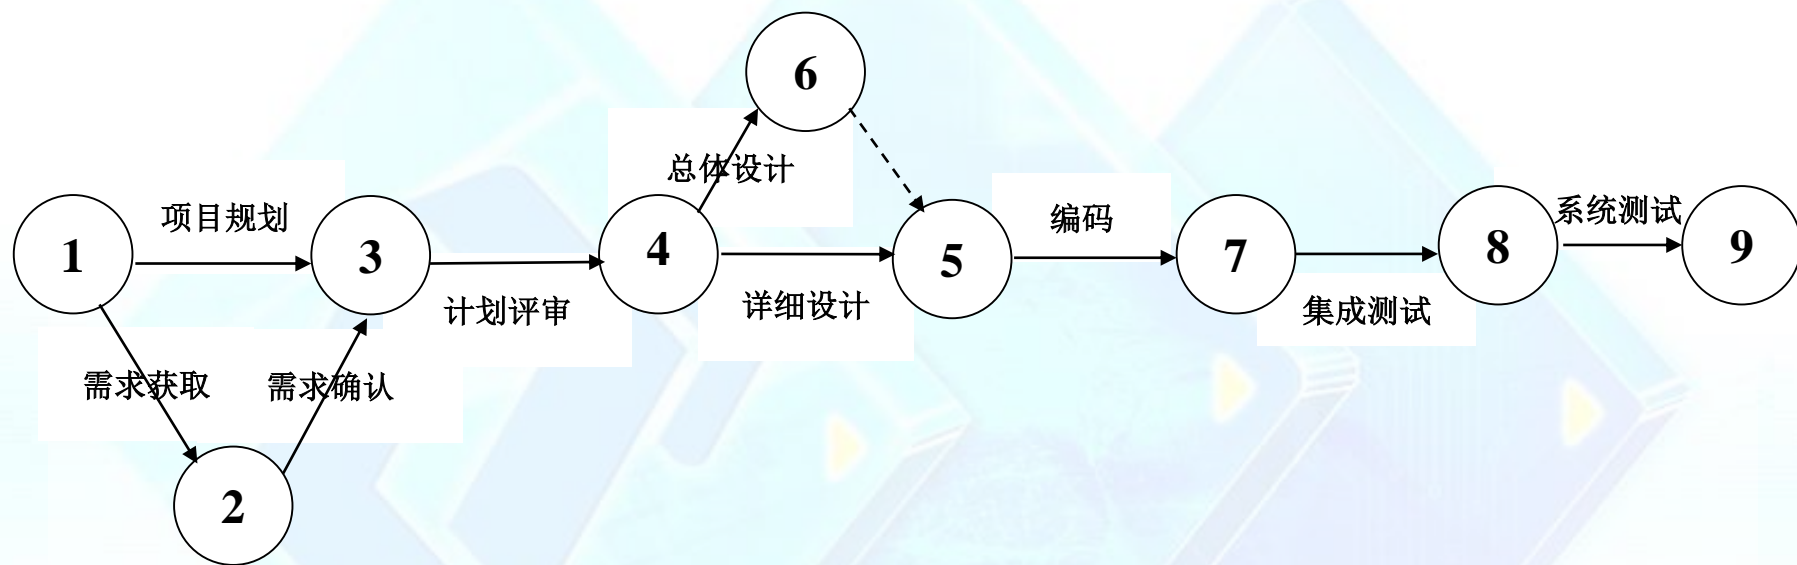 6
总体设计
项目规划
编码
系统测试
1
3
4
5
7
8
9
计划评审
详细设计
集成测试
需求获取
需求确认
2